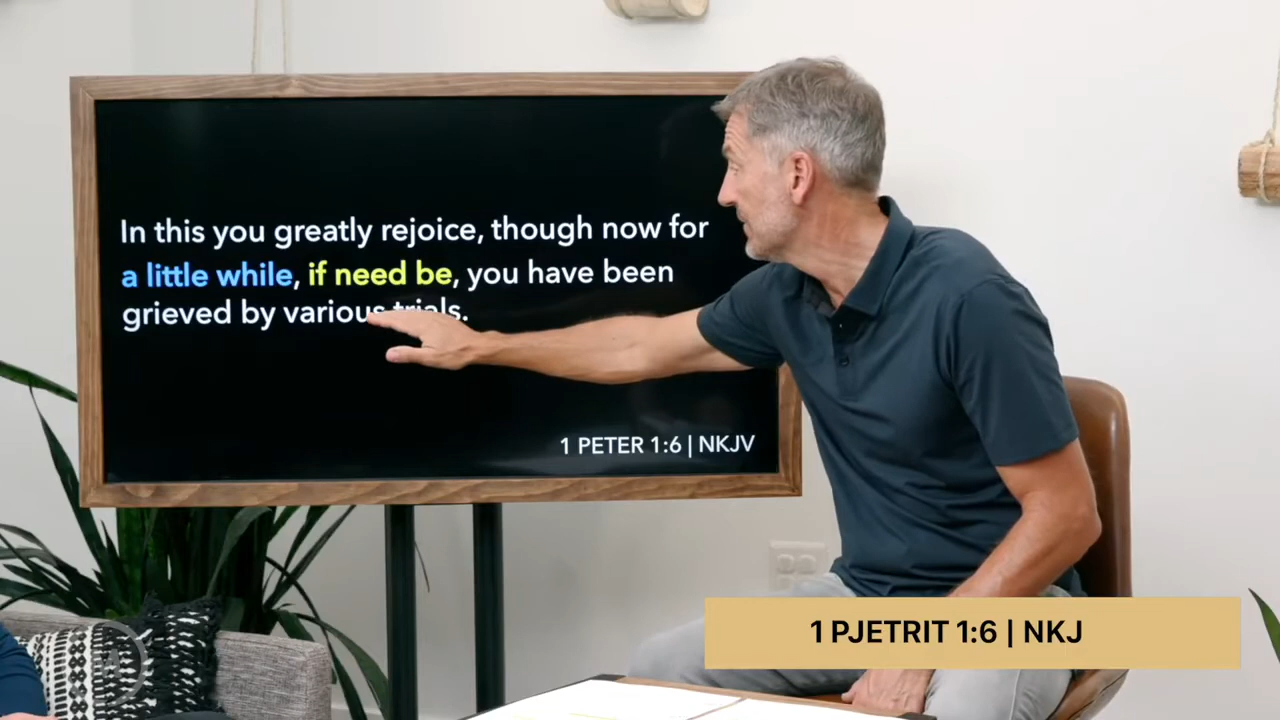 In this you greatly rejoice, though now for
a little while, if need be, you have been
grieved by various trials.
1 PETER 1:6 | NKJV
1 PJETRIT 1:6 | NKJ